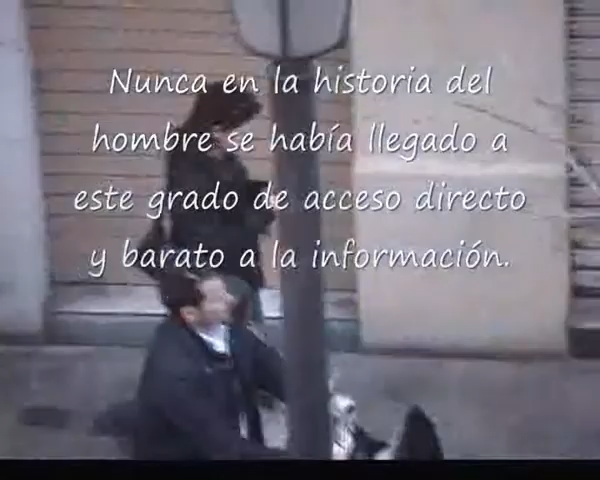 Nunca en la historia del
hombre se había llegado a
este grado de acceso directo
y barato a la información.